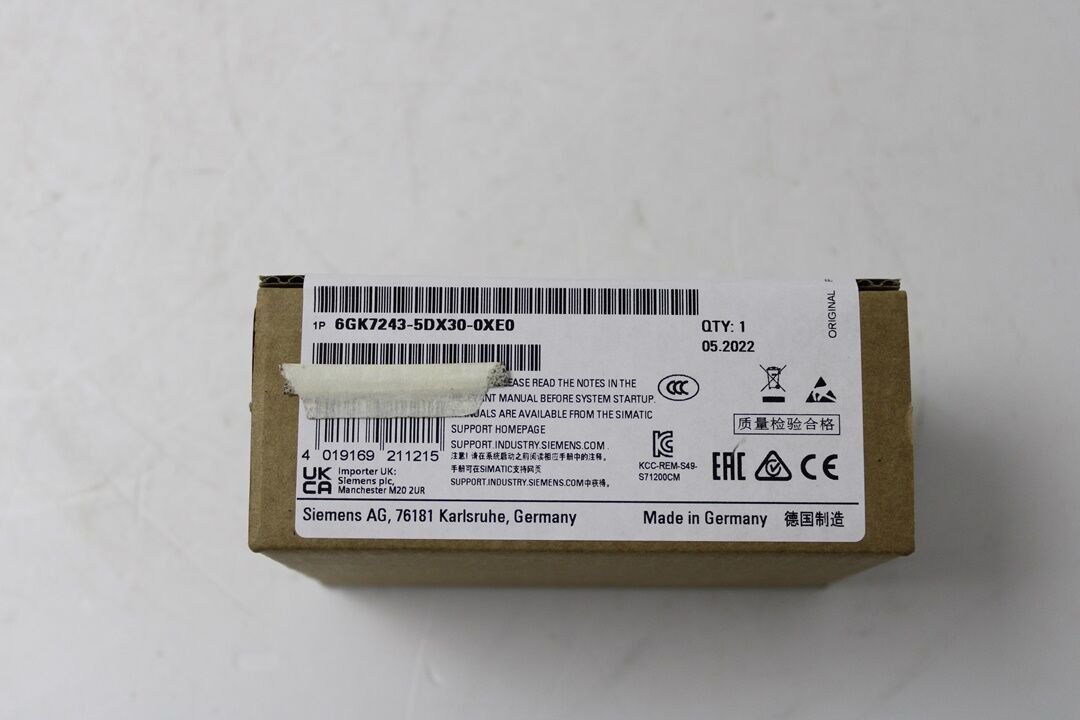 1P 6GK7243-5DX30-0XE0
QTY: 1
05.2022
ORIGINAL
EASE READ THE NOTES IN THE
ANT MANUAL BEFORE SYSTEM STARTUP.
NUALS ARE AVAILABLE FROM THE SIMATIC
SUPPORT HOMEPAGE
SUPPORT.INDUSTRY.SIEMENS.COM.
注意!请在系统启动之前阅读相应手册中的注释。
手册可在SIMATIC支持网页
SUPPORT.INDUSTRY.SIEMENS.COM中获得。
4 019169 211215
UK
CA
Importer UK:
Siemens plc,
Manchester M20 2UR
CCC
质量检验合格
KCC-REM-S49-
S71200CM
EAC
CE
Siemens AG, 76181 Karlsruhe, Germany
Made in Germany 德国制造